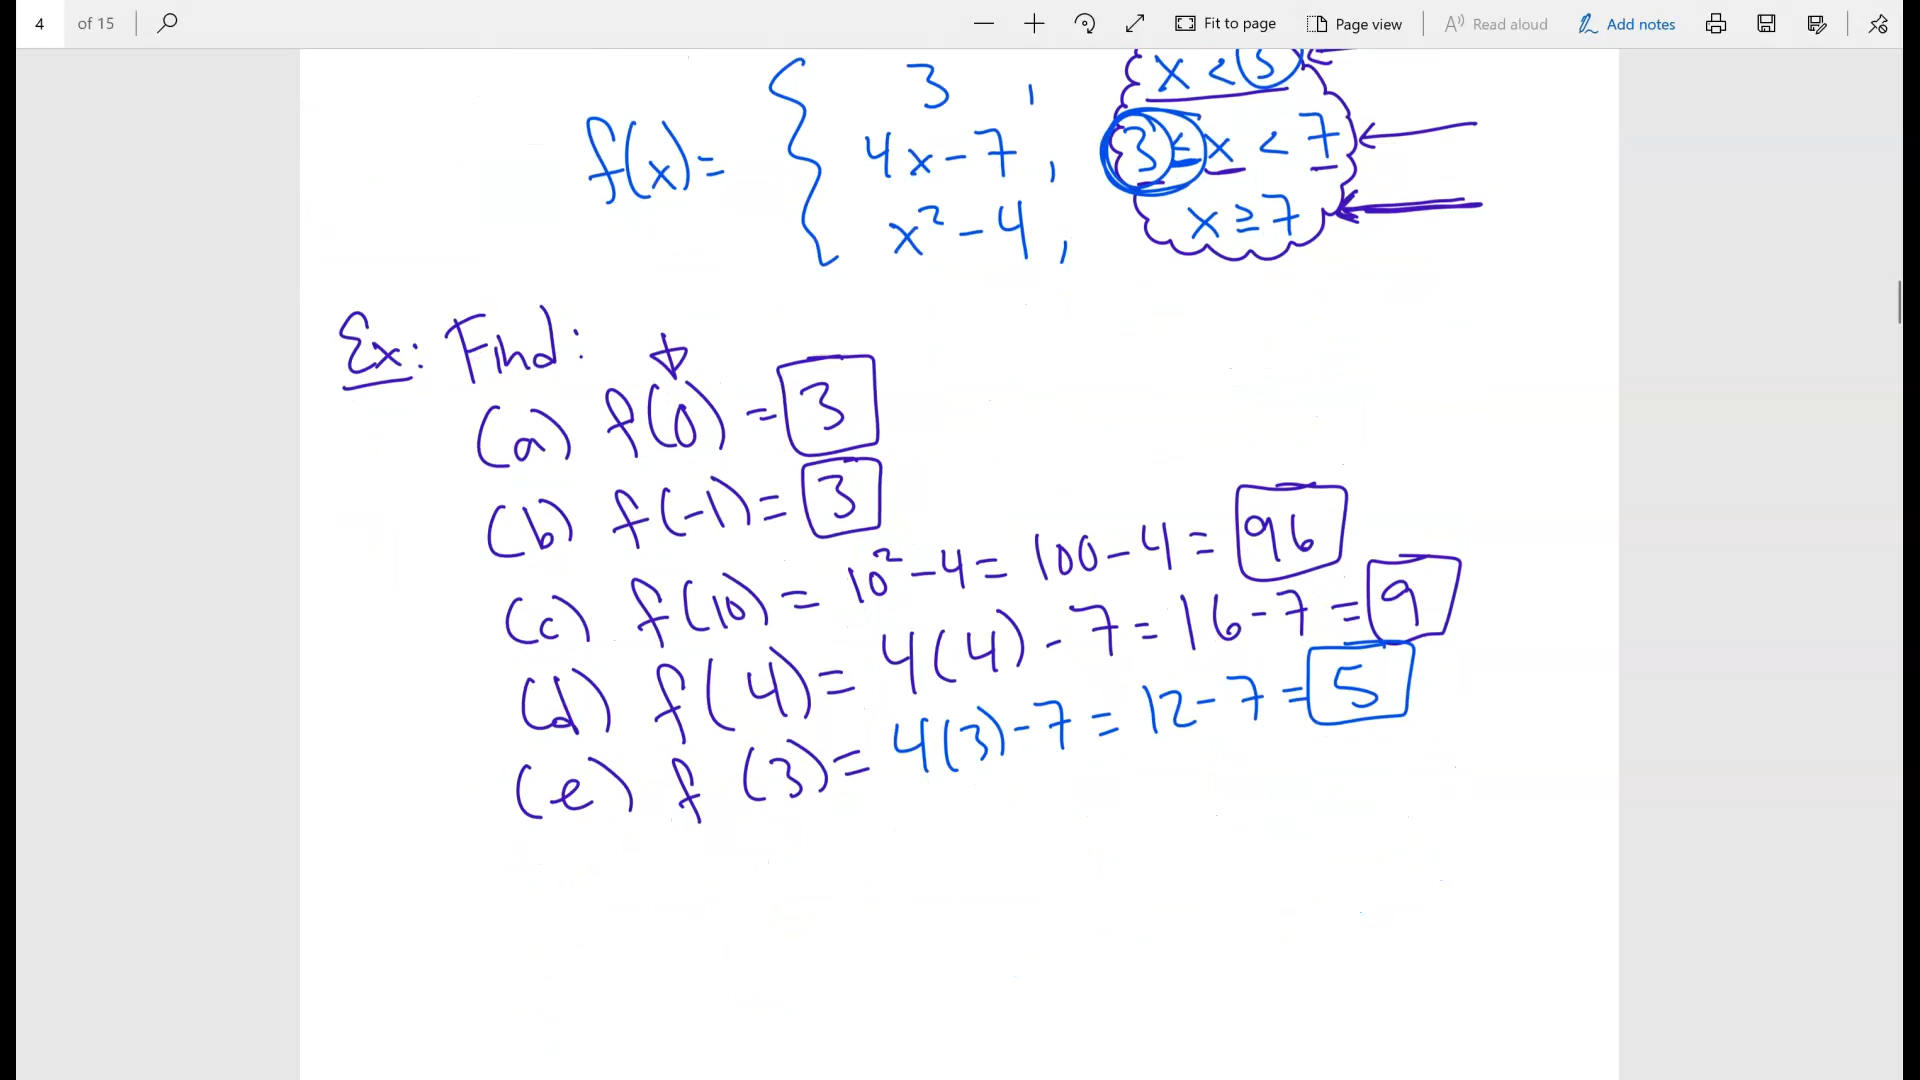 4 of 15 Fit to page Page view Read aloud Add notes
3 , x < 3
f(x) = { 4x - 7 , 3 ≤ x < 7
x² - 4 , x ≥ 7
Ex: Find:
(a) f(0) = 3
(b) f(-1) = 3
(c) f(10) = 10² - 4 = 100 - 4 = 96
(d) f(4) = 4(4) - 7 = 16 - 7 = 9
(e) f(3) = 4(3) - 7 = 12 - 7 = 5